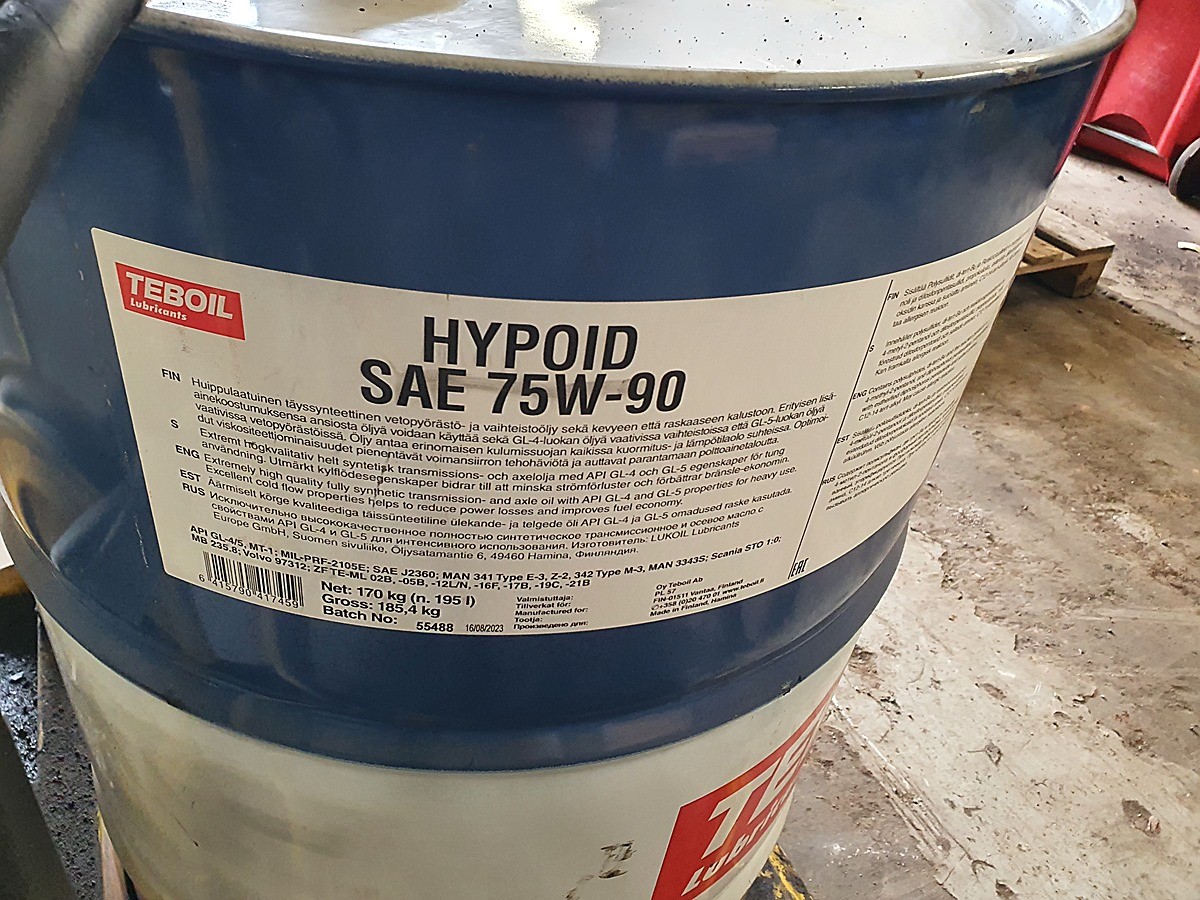 TEBOIL
Lubricants
HYPOID
SAE 75W-90
FIN Huippulaatuinen täyssynteettinen vetopyörästö- ja vaihteistoöljy sekä kevyeen että raskaaseen kalustoon. Erityisen lisä-
ainekoostumuksensa ansiosta öljyä voidaan käyttää sekä GL-4-luokan öljyä vaativissa vaihteistoissa että GL-5-luokan öljyä
vaativissa vetopyörästöissä. Öljy antaa erinomaisen kulumissuojan kaikissa kuormitus- ja lämpötilaolo suhteissa. Optimoi-
dut viskositeettiominaisuudet pienentävät voimansiirron tehohäviötä ja auttavat parantamaan polttoainetaloutta.
S Extremt högkvalitativ helt syntetisk transmissions- och axelolja med API GL-4 och GL-5 egenskaper för tung
användning. Utmärkt kylflödesegenskaper bidrar till att minska strömförluster och förbättrar bränsle-ekonomin.
ENG Extremely high quality fully synthetic transmission- and axle oil with API GL-4 and GL-5 properties for heavy use.
Excellent cold flow properties helps to reduce power losses and improves fuel economy.
EST Äärmiselt kõrge kvaliteediga täissünteetiline ülekande- ja telgede õli API GL-4 ja GL-5 omadused raske kasutada.
RUS Исключительно высококачественное полностью синтетическое трансмиссионное и осевое масло с
свойствами API GL-4 и GL-5 для интенсивного использования. Изготовитель: LUKOIL Lubricants
Europe GmbH, Suomen sivuliike, Öljysatamantie 6, 49460 Hamina, Финляндия.
API GL-4/5, MT-1; MIL-PRF-2105E; SAE J2360; MAN 341 Type E-3, Z-2, 342 Type M-3, MAN 3343S; Scania STO 1:0;
MB 235.8; Volvo 97312; ZF TE-ML 02B, -05B, -12L/N, -16F, -17B, -19C, -21B
6 415790 417459
Net: 170 kg (n. 195 l)
Gross: 185,4 kg
Batch No: 55488 16/08/2023
Valmistuttaja:
Tillverkat för:
Manufactured for:
Tootja:
Произведено для:
Oy Teboil Ab
PL 57
FIN-01511 Vantaa, Finland
+358 (0)20 470 01 www.teboil.fi
Made in Finland, Hamina
EAC
FIN
S
Kan framkalla allergisk reaktion.
ENG
EST
RUS